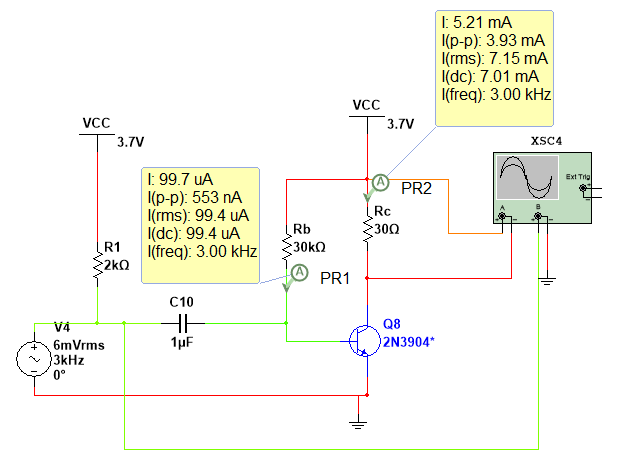 I: 5.21 mA
I(p-p): 3.93 mA
I(rms): 7.15 mA
I(dc): 7.01 mA
I(freq): 3.00 kHz
VCC
3.7V
VCC
3.7V
XSC4
Ext Trig
+
-
A
B
+
-
+
-
I: 99.7 uA
I(p-p): 553 nA
I(rms): 99.4 uA
I(dc): 99.4 uA
I(freq): 3.00 kHz
A
PR2
Rc
30Ω
Rb
30kΩ
A
PR1
R1
2kΩ
C10
1µF
V4
6mVrms
3kHz
0°
Q8
2N3904*